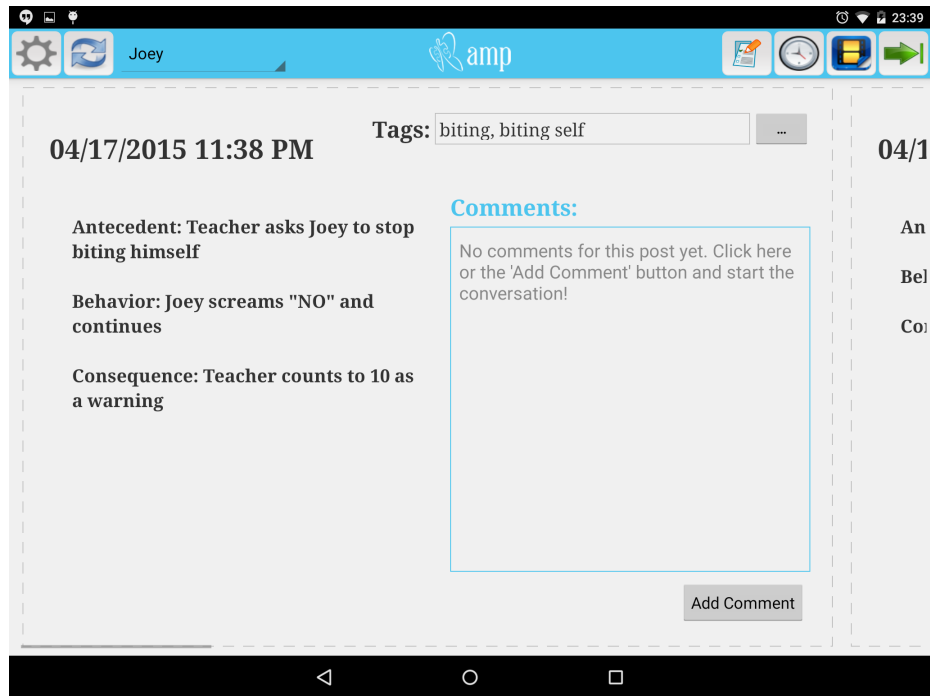 23:39
Joey
amp
Tags: biting, biting self ...
04/17/2015 11:38 PM
04/1
Comments:
Antecedent: Teacher asks Joey to stop
biting himself
Behavior: Joey screams "NO" and
continues
Consequence: Teacher counts to 10 as
a warning
No comments for this post yet. Click here
or the 'Add Comment' button and start the
conversation!
Add Comment
An
Bel
Co